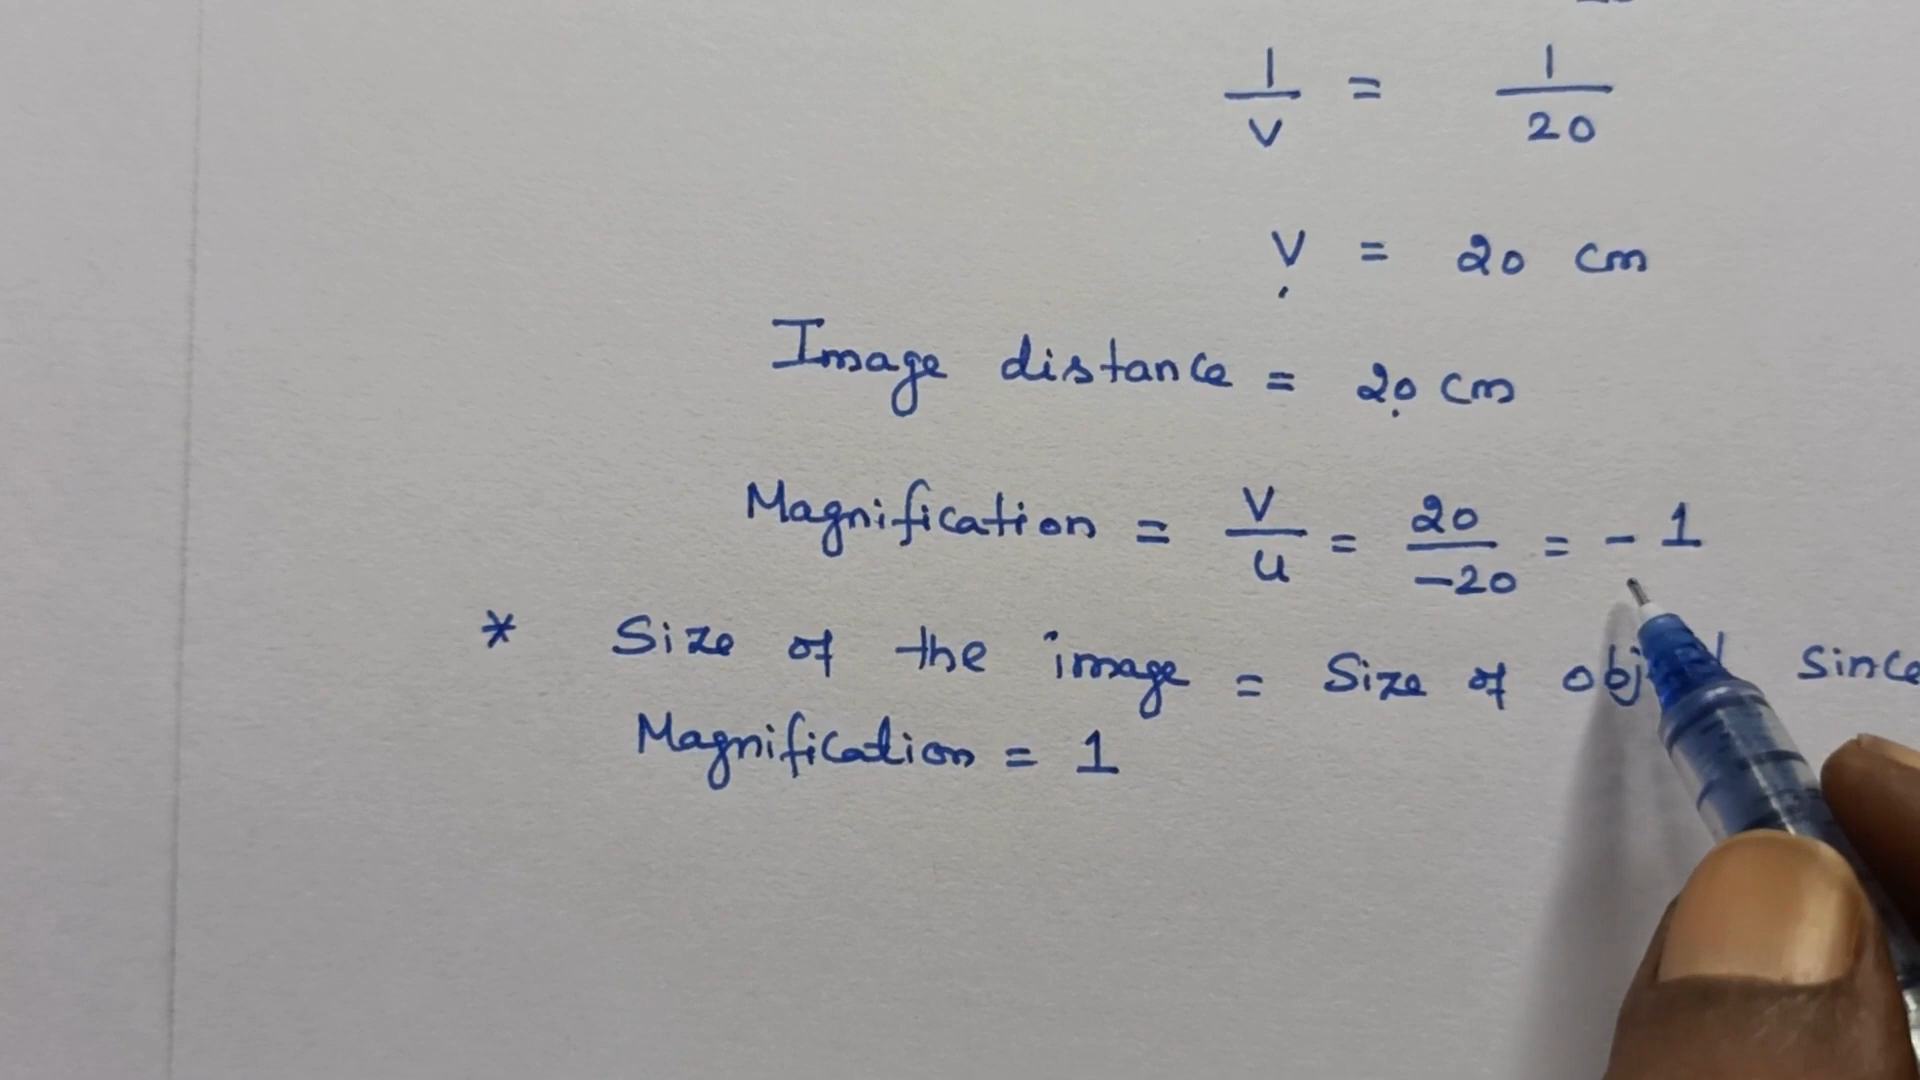 1/V = 1/20
V = 20 cm
Image distance = 20 cm
Magnification = V/u = 20/-20 = - 1
* Size of the image = Size of Since
Magnification = 1